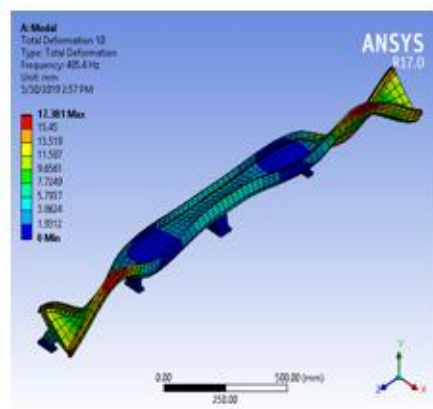 A: Modal
Total Deformation 10
Type: Total Deformation
Frequency: 405.4 Hz
Unit: mm
5/30/2019 2:57 PM
17.381 Max
15.45
13.519
11.587
9.6563
7.7249
5.7937
3.8624
1.9312
0 Min
ANSYS
R17.0
0.00
500.00 (mm)
250.00
Y
Z
X